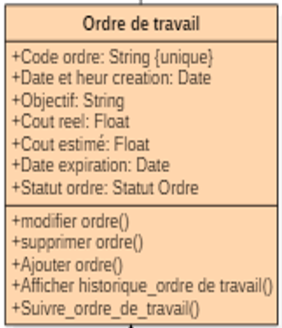 Ordre de travail
+Code ordre: String {unique}
+Date et heur creation: Date
+Objectif: String
+Cout reel: Float
+Cout estimé: Float
+Date expiration: Date
+Statut ordre: Statut Ordre
+modifier ordre()
+supprimer ordre()
+Ajouter ordre()
+Afficher historique_ordre de travail()
+Suivre_ordre_de_travail()